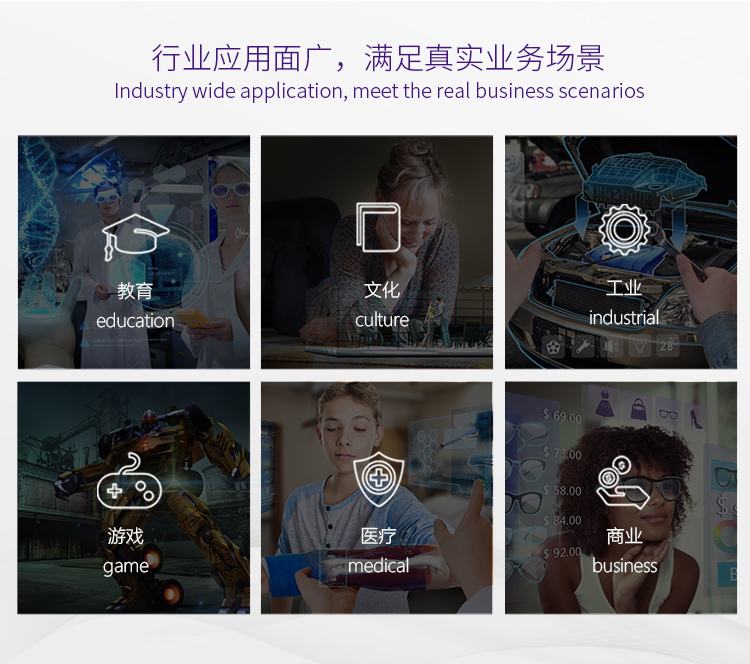 行业应用面广，满足真实业务场景
Industry wide application, meet the real business scenarios
教育
education
文化
culture
工业
industrial
28°
游戏
game
医疗
medical
$ 69.00
$ 73.00
$ 58.00
$ 84.00
$ 92.00
商业
business